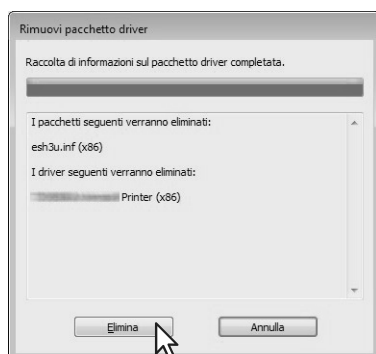 Rimuovi pacchetto driver
Raccolta di informazioni sul pacchetto driver completata.
I pacchetti seguenti verranno eliminati:
esh3u.inf (x86)
I driver seguenti verranno eliminati:
Printer (x86)
Elimina
Annulla